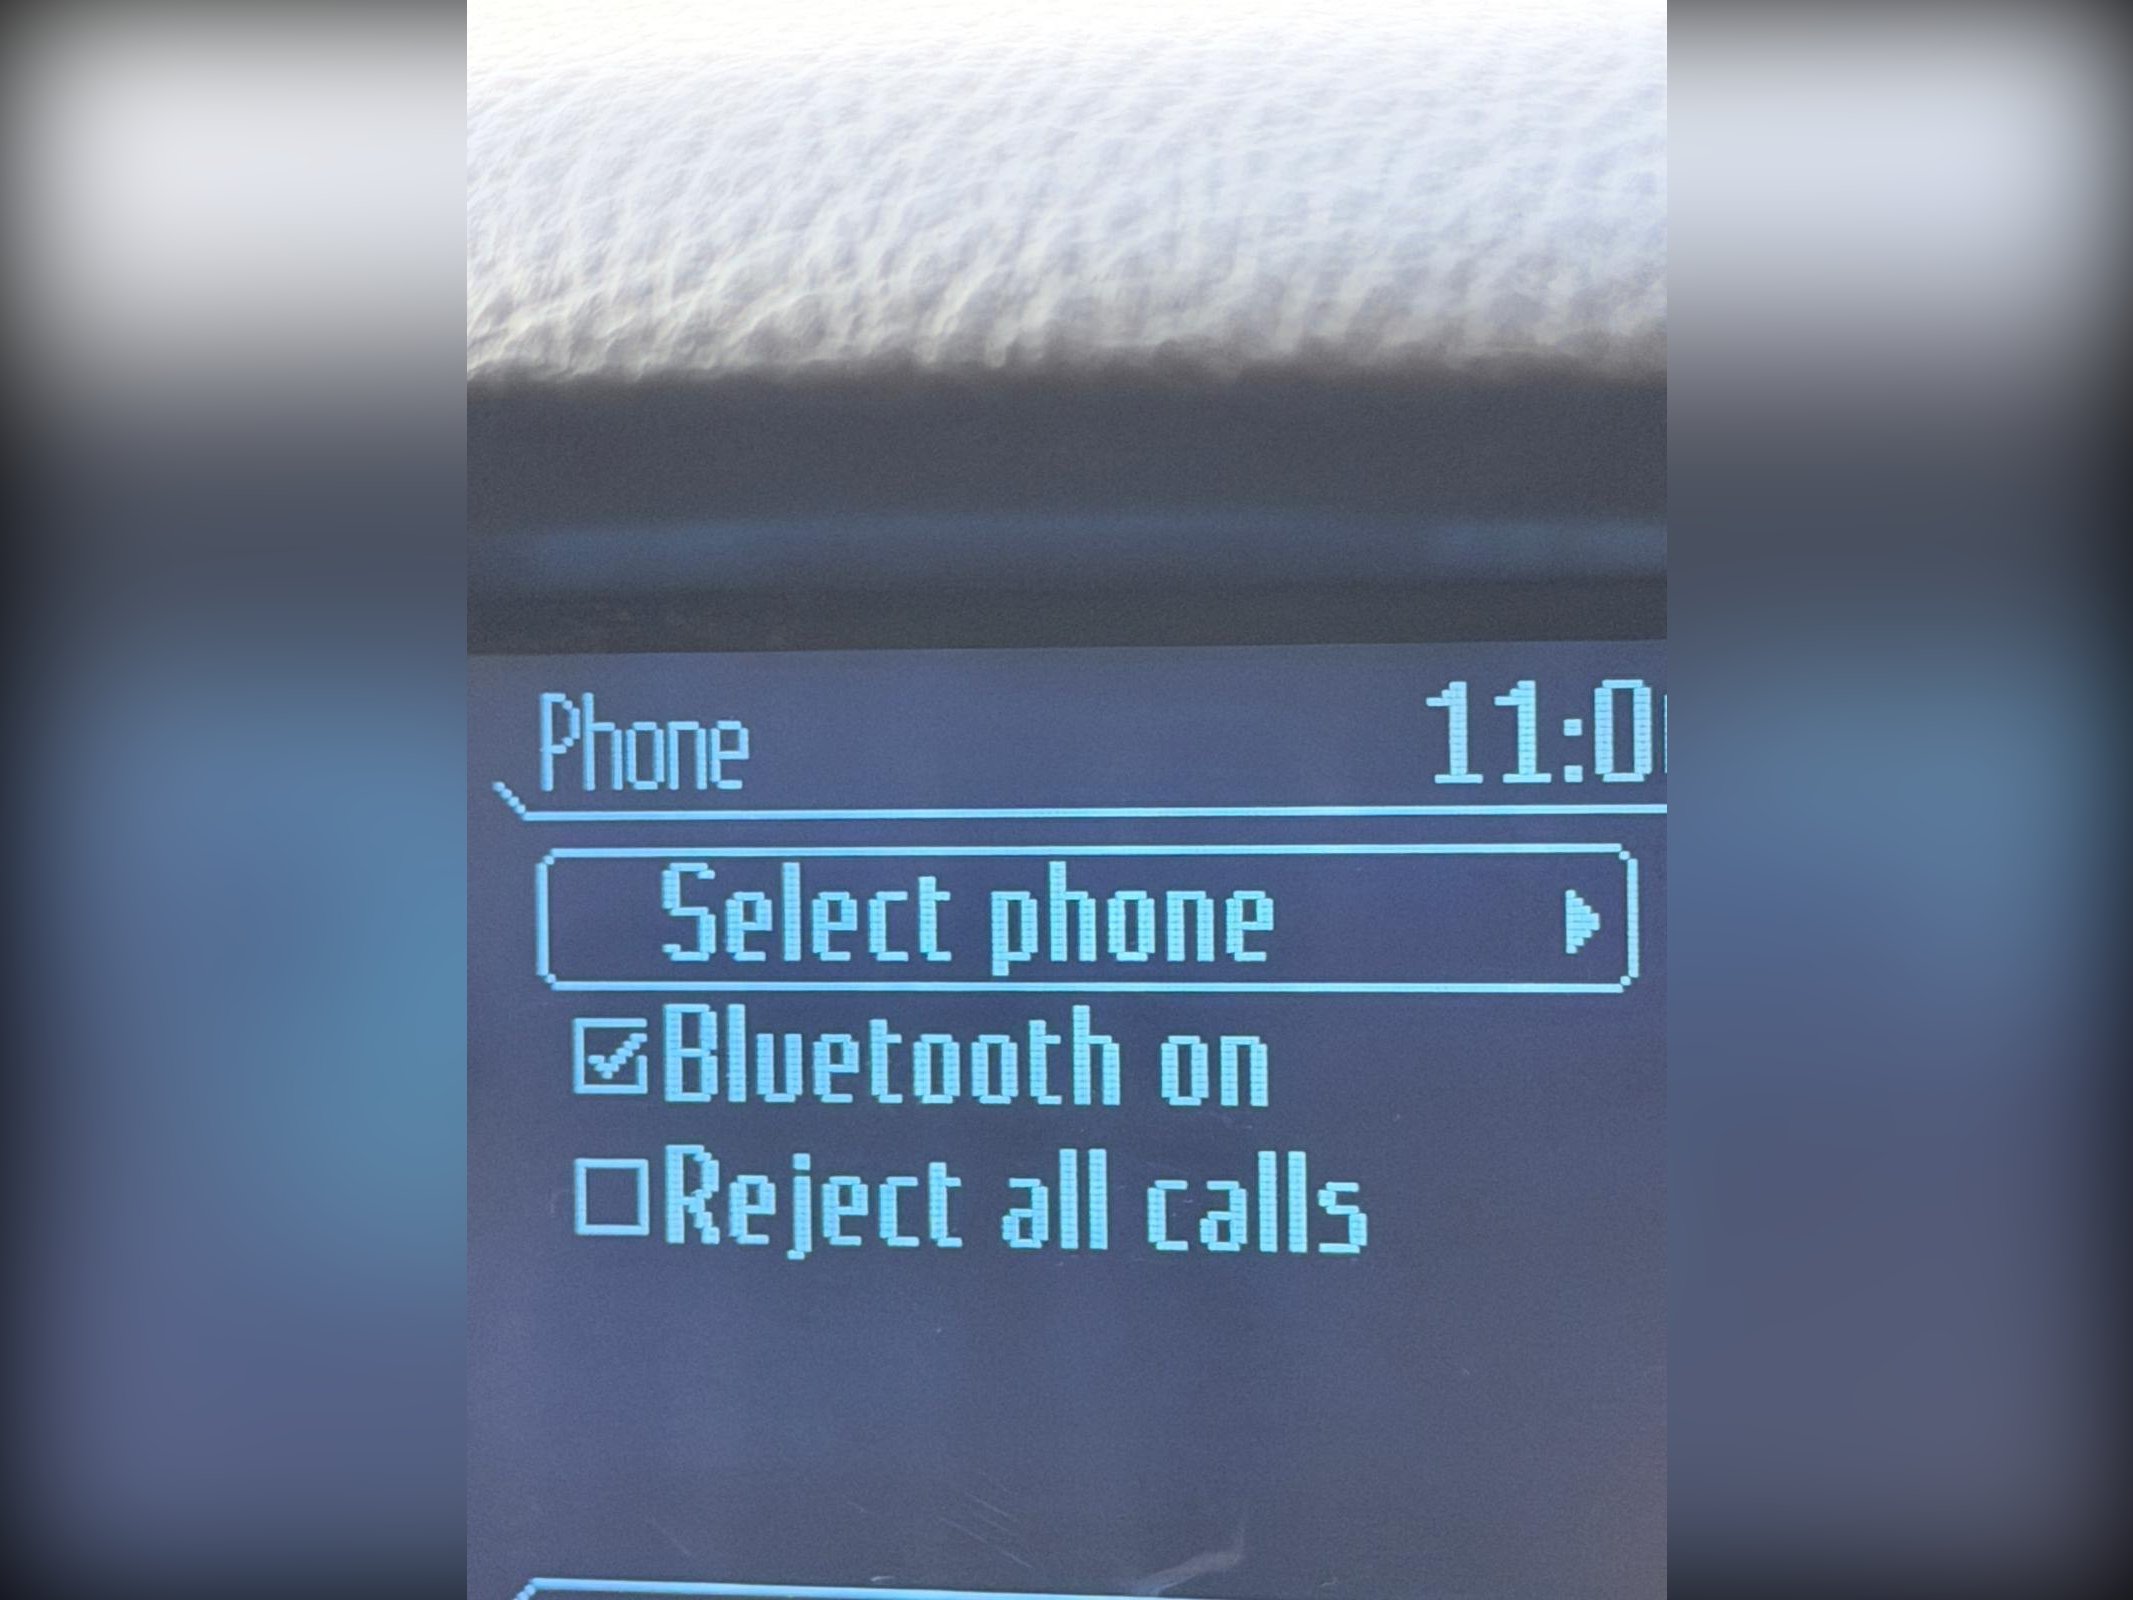 Phone
Select phone
Bluetooth on
Reject all calls